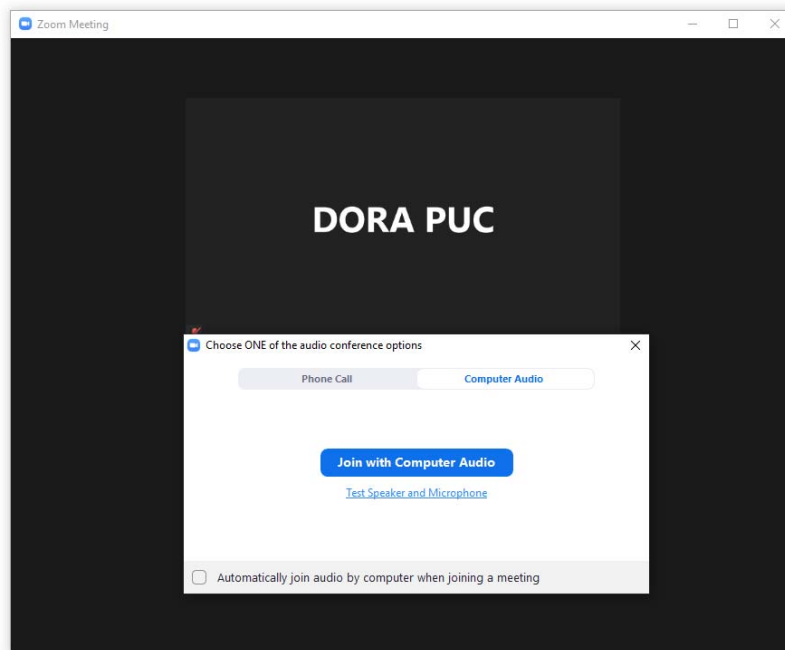 Zoom Meeting
DORA PUC
Choose ONE of the audio conference options
Phone Call
Computer Audio
Join with Computer Audio
Test Speaker and Microphone
Automatically join audio by computer when joining a meeting